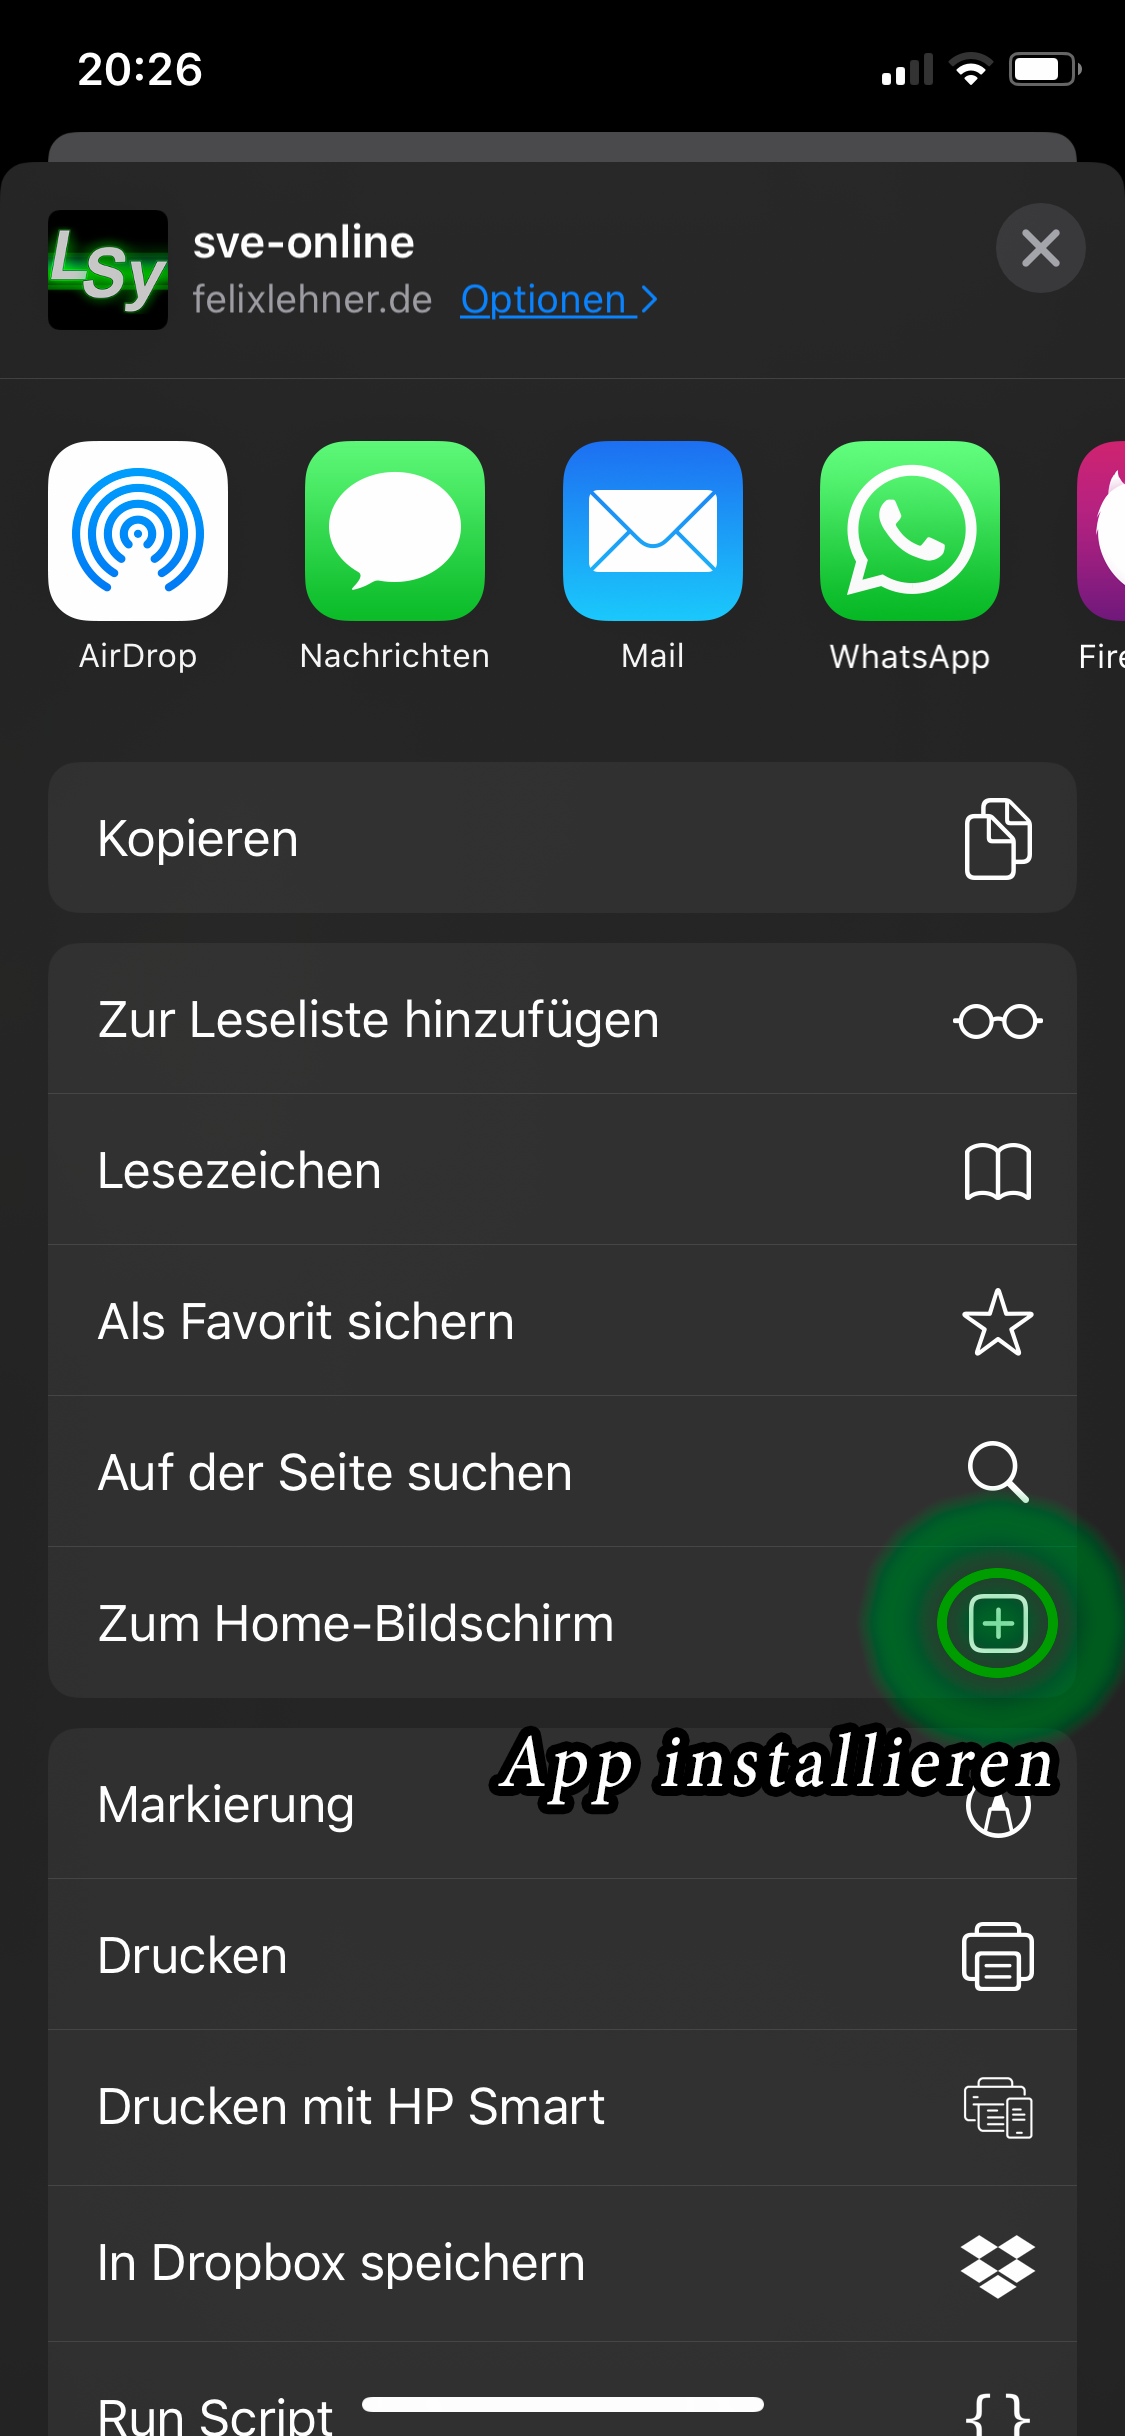 20:26
LSy
sve-online
felixlehner.de Optionen
AirDrop
Nachrichten
Mail
WhatsApp
Fire
Kopieren
Zur Leseliste hinzufügen
Lesezeichen
Als Favorit sichern
Auf der Seite suchen
Zum Home-Bildschirm
App installieren
Markierung
Drucken
Drucken mit HP Smart
In Dropbox speichern
Run Script